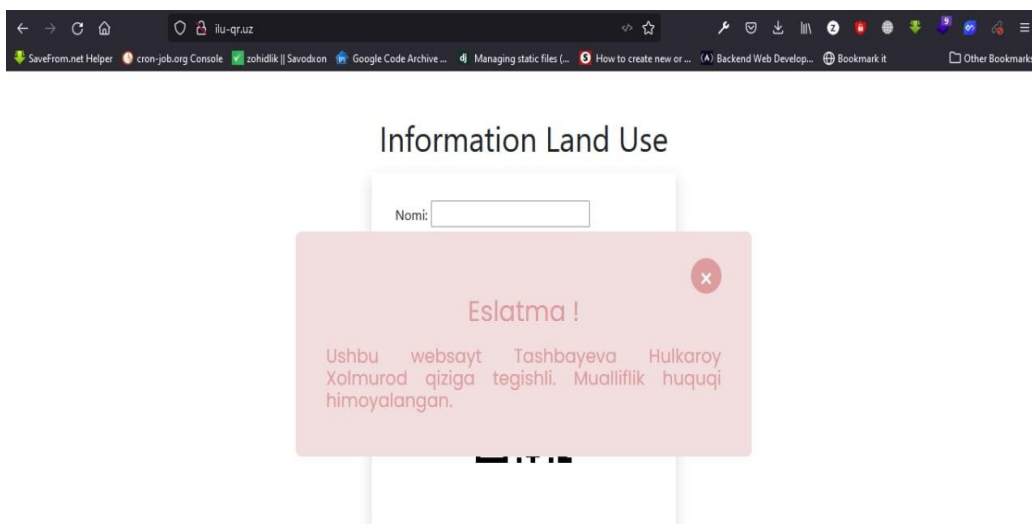 ilu-qr.uz
SaveFrom.net Helper cron-job.org Console zohidlik || Savodxon Google Code Archive ... dj Managing static files (... S How to create new or ... (A) Backend Web Develop... Bookmark it Other Bookmarks
Information Land Use
Nomi:
Eslatma !
Ushbu websayt Tashbayeva Hulkaroy
Xolmurod qiziga tegishli. Mualliflik huquqi
himoyalangan.